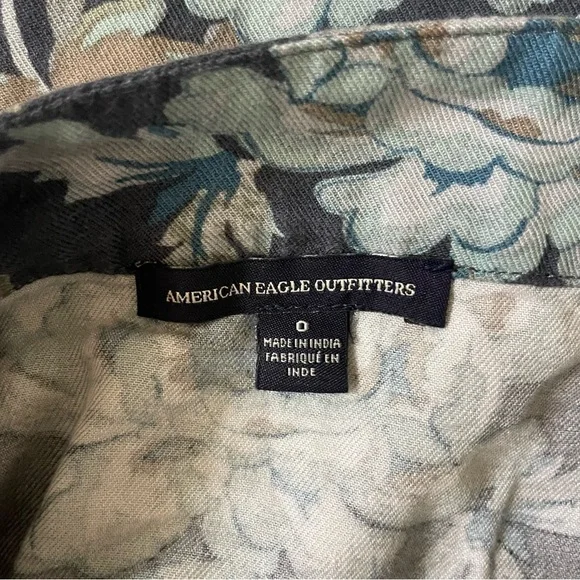 AMERICAN EAGLE OUTFITTERS
0
MADE IN INDIA
FABRIQUÉ EN
INDE